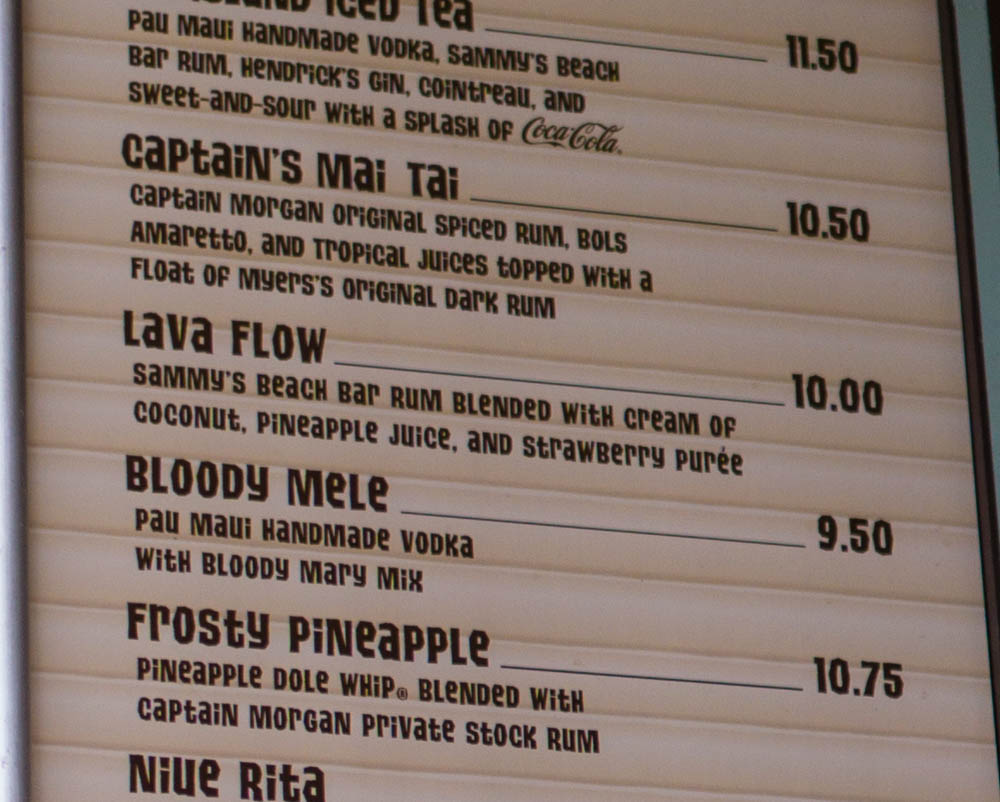 Iced Tea 11.50
Pau Maui Handmade Vodka, Sammy's Beach
Bar Rum, Hendrick's Gin, Cointreau, and
Sweet-and-Sour with a splash of Coca-Cola.
Captain's Mai Tai 10.50
Captain Morgan Original Spiced Rum, Bols
Amaretto, and Tropical Juices topped with a
Float of Myers's Original Dark Rum
Lava Flow 10.00
Sammy's Beach Bar Rum blended with Cream of
Coconut, Pineapple Juice, and Strawberry Purée
Bloody Mele 9.50
Pau Maui Handmade Vodka
with Bloody Mary Mix
Frosty Pineapple 10.75
Pineapple Dole Whip® blended with
Captain Morgan Private Stock Rum
Niue Rita